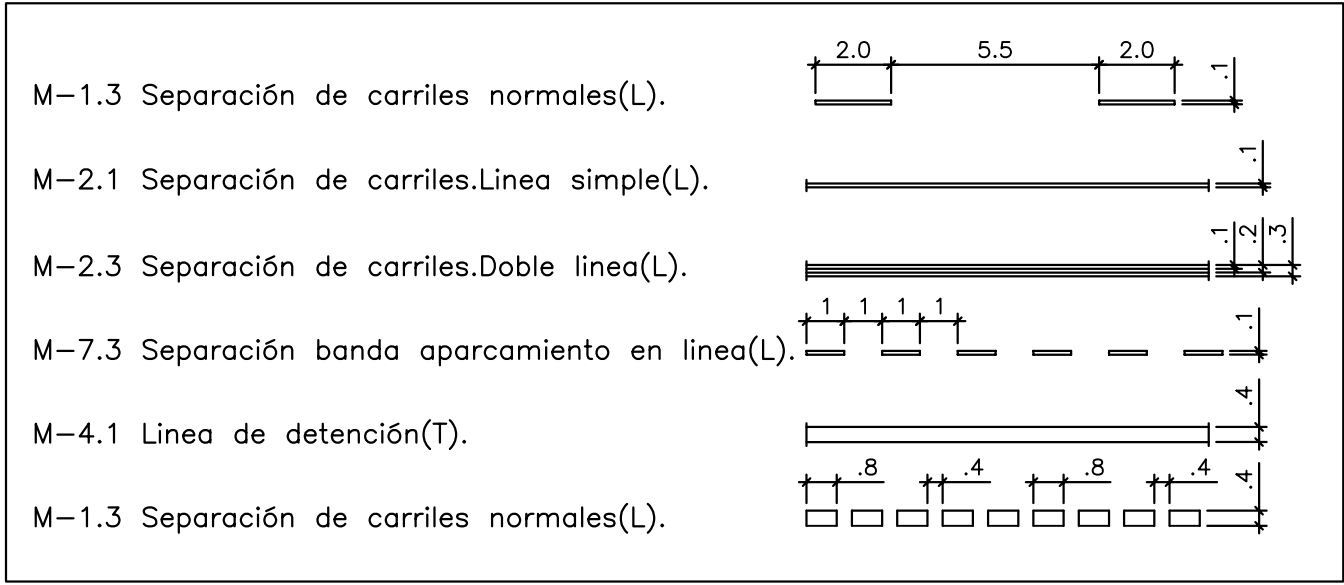 2.0 5.5 2.0 .1
M-1.3 Separación de carriles normales(L).
.1
M-2.1 Separación de carriles.Linea simple(L).
.1 .2 .3
M-2.3 Separación de carriles.Doble linea(L).
1 1 1 1 .1
M-7.3 Separación banda aparcamiento en linea(L).
.4
M-4.1 Linea de detención(T).
.8 .4 .8 .4 .4
M-1.3 Separación de carriles normales(L).